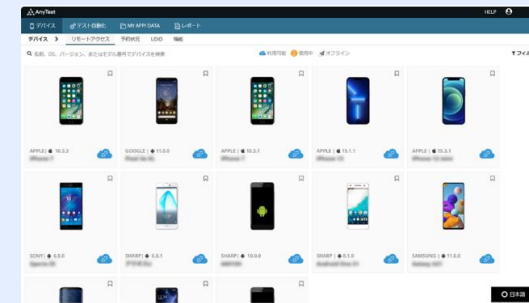 AnyTest
HELP
デバイス テスト自動化 MY APP/DATA レポート
デバイス リモートアクセス 予約状況 UDID 機能
名前、OS、バージョン、またはモデル番号でデバイスを検索 利用可能 使用中 オフライン フィル
APPLE | 10.3.2
GOOGLE | 11.0.0
APPLE | 10.3.1
APPLE | 15.1.1
APPLE | 15.3.1
SONY | 6.0.0
SHARP | 6.0.1
SHARP | 10.0.0
SHARP | 8.1.0
SAMSUNG | 11.0.0
日本語